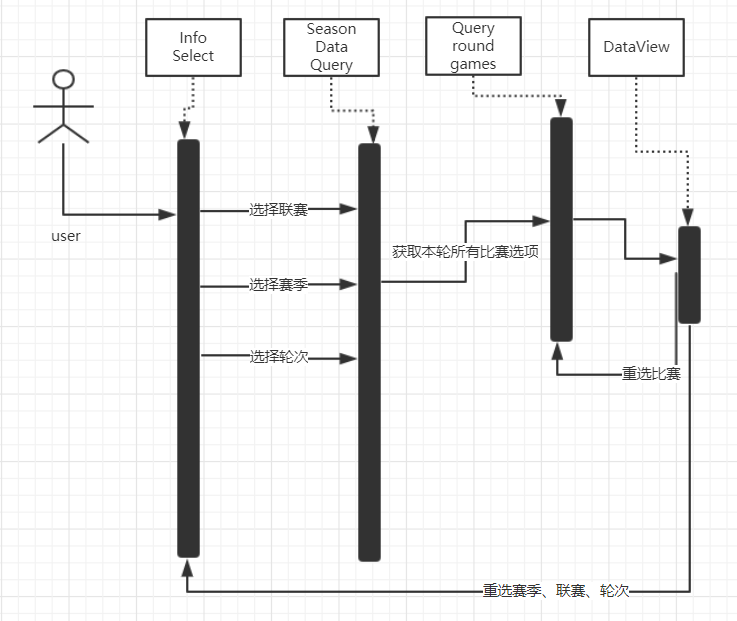 Info
Select
Season
Data
Query
Query
round
games
DataView
user
选择联赛
选择赛季
选择轮次
获取本轮所有比赛选项
重选比赛
重选赛季、联赛、轮次